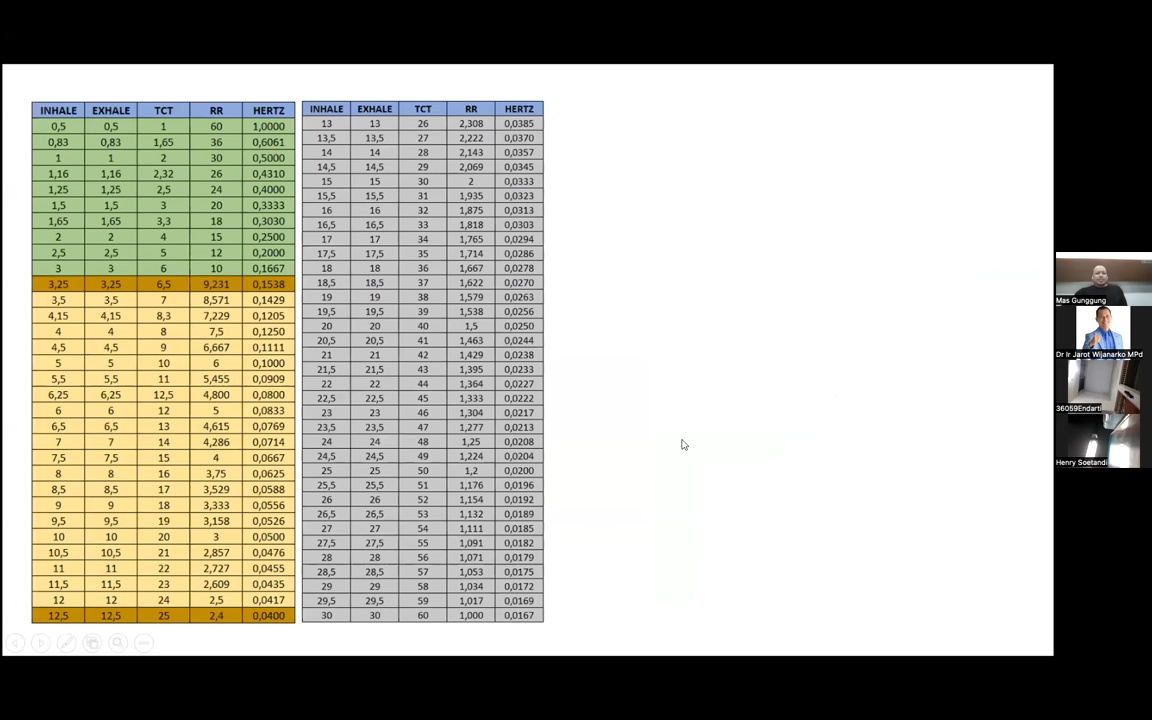 INHALE EXHALE TCT RR HERTZ
0,5 0,5 1 60 1,0000
0,83 0,83 1,65 36 0,6061
1 1 2 30 0,5000
1,16 1,16 2,32 26 0,4310
1,25 1,25 2,5 24 0,4000
1,5 1,5 3 20 0,3333
1,65 1,65 3,3 18 0,3030
2 2 4 15 0,2500
2,5 2,5 5 12 0,2000
3 3 6 10 0,1667
3,25 3,25 6,5 9,231 0,1538
3,5 3,5 7 8,571 0,1429
4,15 4,15 8,3 7,229 0,1205
4 4 8 7,5 0,1250
4,5 4,5 9 6,667 0,1111
5 5 10 6 0,1000
5,5 5,5 11 5,455 0,0909
6,25 6,25 12,5 4,800 0,0800
6 6 12 5 0,0833
6,5 6,5 13 4,615 0,0769
7 7 14 4,286 0,0714
7,5 7,5 15 4 0,0667
8 8 16 3,75 0,0625
8,5 8,5 17 3,529 0,0588
9 9 18 3,333 0,0556
9,5 9,5 19 3,158 0,0526
10 10 20 3 0,0500
10,5 10,5 21 2,857 0,0476
11 11 22 2,727 0,0455
11,5 11,5 23 2,609 0,0435
12 12 24 2,5 0,0417
12,5 12,5 25 2,4 0,0400
INHALE EXHALE TCT RR HERTZ
13 13 26 2,308 0,0385
13,5 13,5 27 2,222 0,0370
14 14 28 2,143 0,0357
14,5 14,5 29 2,069 0,0345
15 15 30 2 0,0333
15,5 15,5 31 1,935 0,0323
16 16 32 1,875 0,0313
16,5 16,5 33 1,818 0,0303
17 17 34 1,765 0,0294
17,5 17,5 35 1,714 0,0286
18 18 36 1,667 0,0278
18,5 18,5 37 1,622 0,0270
19 19 38 1,579 0,0263
19,5 19,5 39 1,538 0,0256
20 20 40 1,5 0,0250
20,5 20,5 41 1,463 0,0244
21 21 42 1,429 0,0238
21,5 21,5 43 1,395 0,0233
22 22 44 1,364 0,0227
22,5 22,5 45 1,333 0,0222
23 23 46 1,304 0,0217
23,5 23,5 47 1,277 0,0213
24 24 48 1,25 0,0208
24,5 24,5 49 1,224 0,0204
25 25 50 1,2 0,0200
25,5 25,5 51 1,176 0,0196
26 26 52 1,154 0,0192
26,5 26,5 53 1,132 0,0189
27 27 54 1,111 0,0185
27,5 27,5 55 1,091 0,0182
28 28 56 1,071 0,0179
28,5 28,5 57 1,053 0,0175
29 29 58 1,034 0,0172
29,5 29,5 59 1,017 0,0169
30 30 60 1,000 0,0167
Mas Gunggung
Dr Ir Jarot Wijanarko MPd
36059Endarti
Henry Soetandi